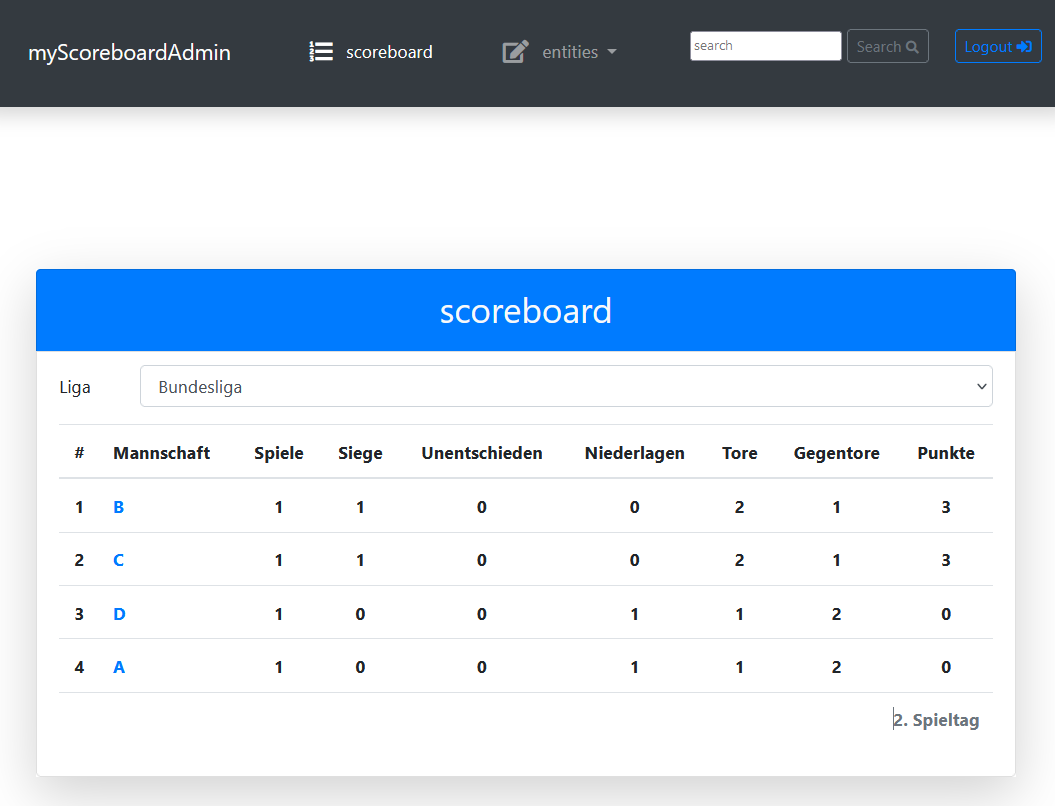 myScoreboardAdmin scoreboard entities search Search Logout
scoreboard
Liga Bundesliga
# Mannschaft Spiele Siege Unentschieden Niederlagen Tore Gegentore Punkte
1 B 1 1 0 0 2 1 3
2 C 1 1 0 0 2 1 3
3 D 1 0 0 1 1 2 0
4 A 1 0 0 1 1 2 0
2. Spieltag